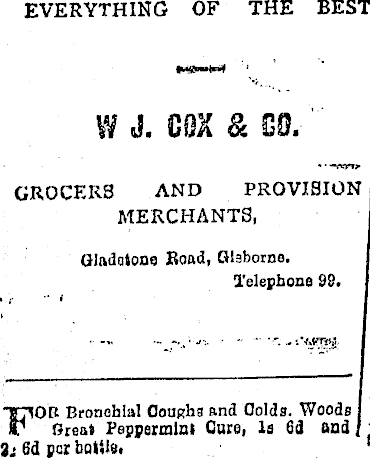 EVERYTHING OF THE BEST
W J. COX & CO.
GROCERS AND PROVISION
MERCHANTS,
Gladstone Road, Gisborne.
Telephone 99.
FOR Bronchial Coughs and Colds. Woods
Great Peppermint Cure, 1s 6d and
2s 6d per bottle.